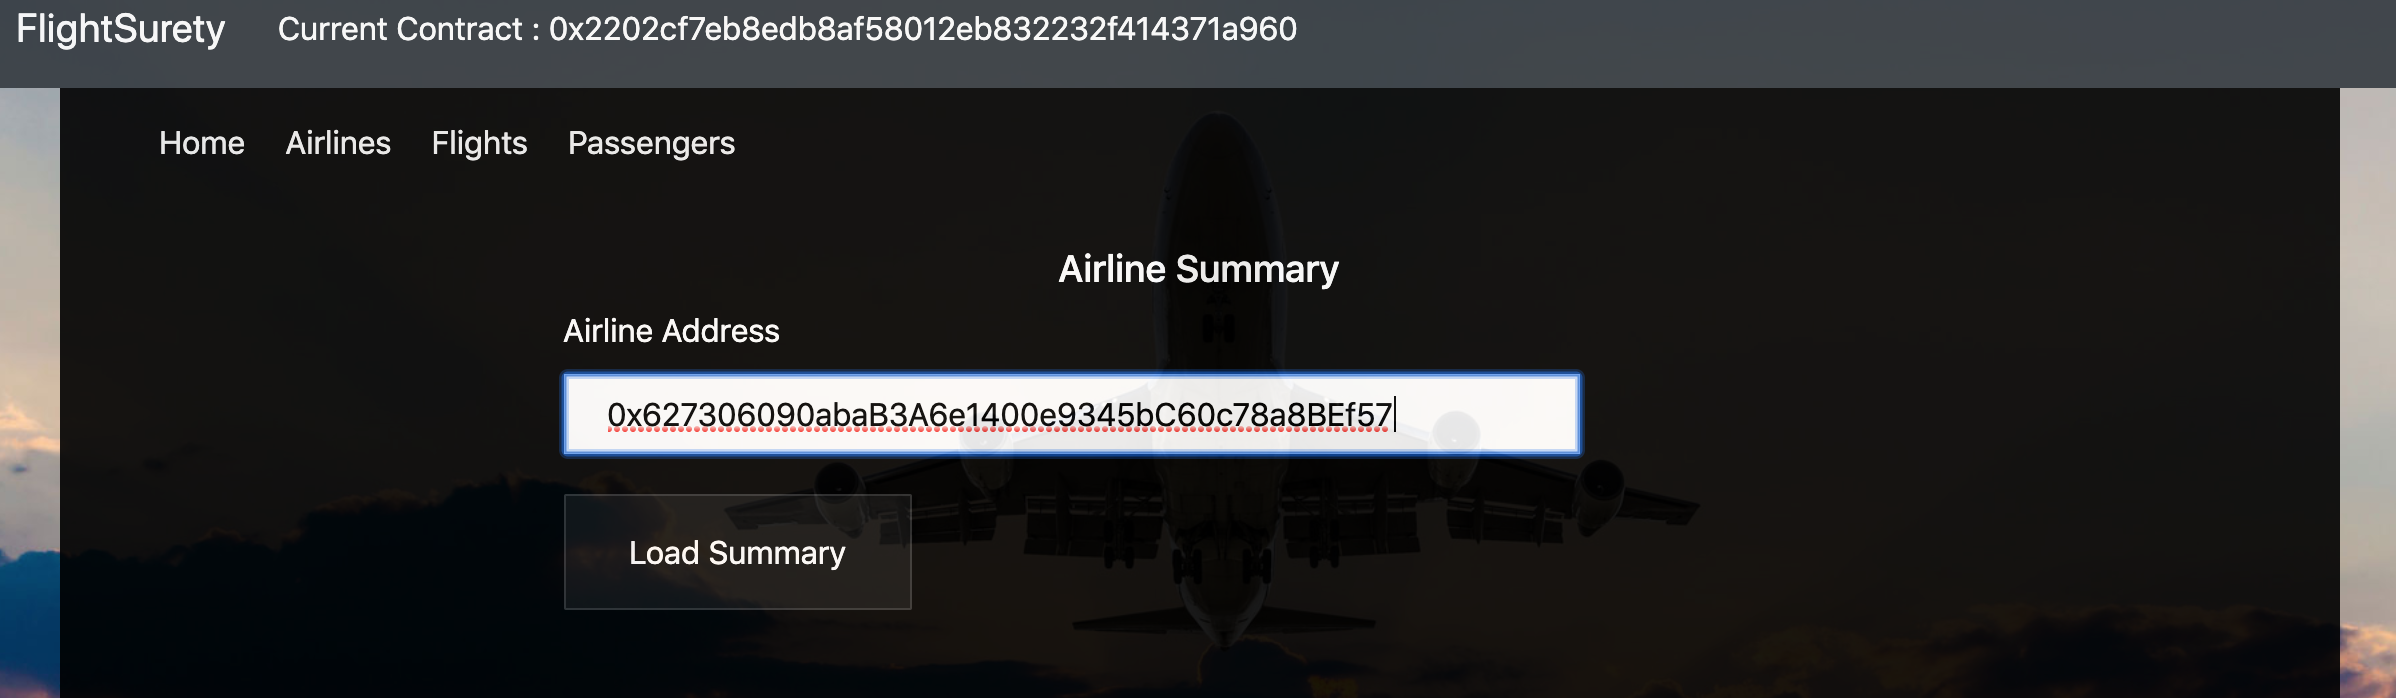 FlightSurety Current Contract : 0x2202cf7eb8edb8af58012eb832232f414371a960
Home Airlines Flights Passengers
Airline Summary
Airline Address
0x627306090abaB3A6e1400e9345bC60c78a8BEf57
Load Summary